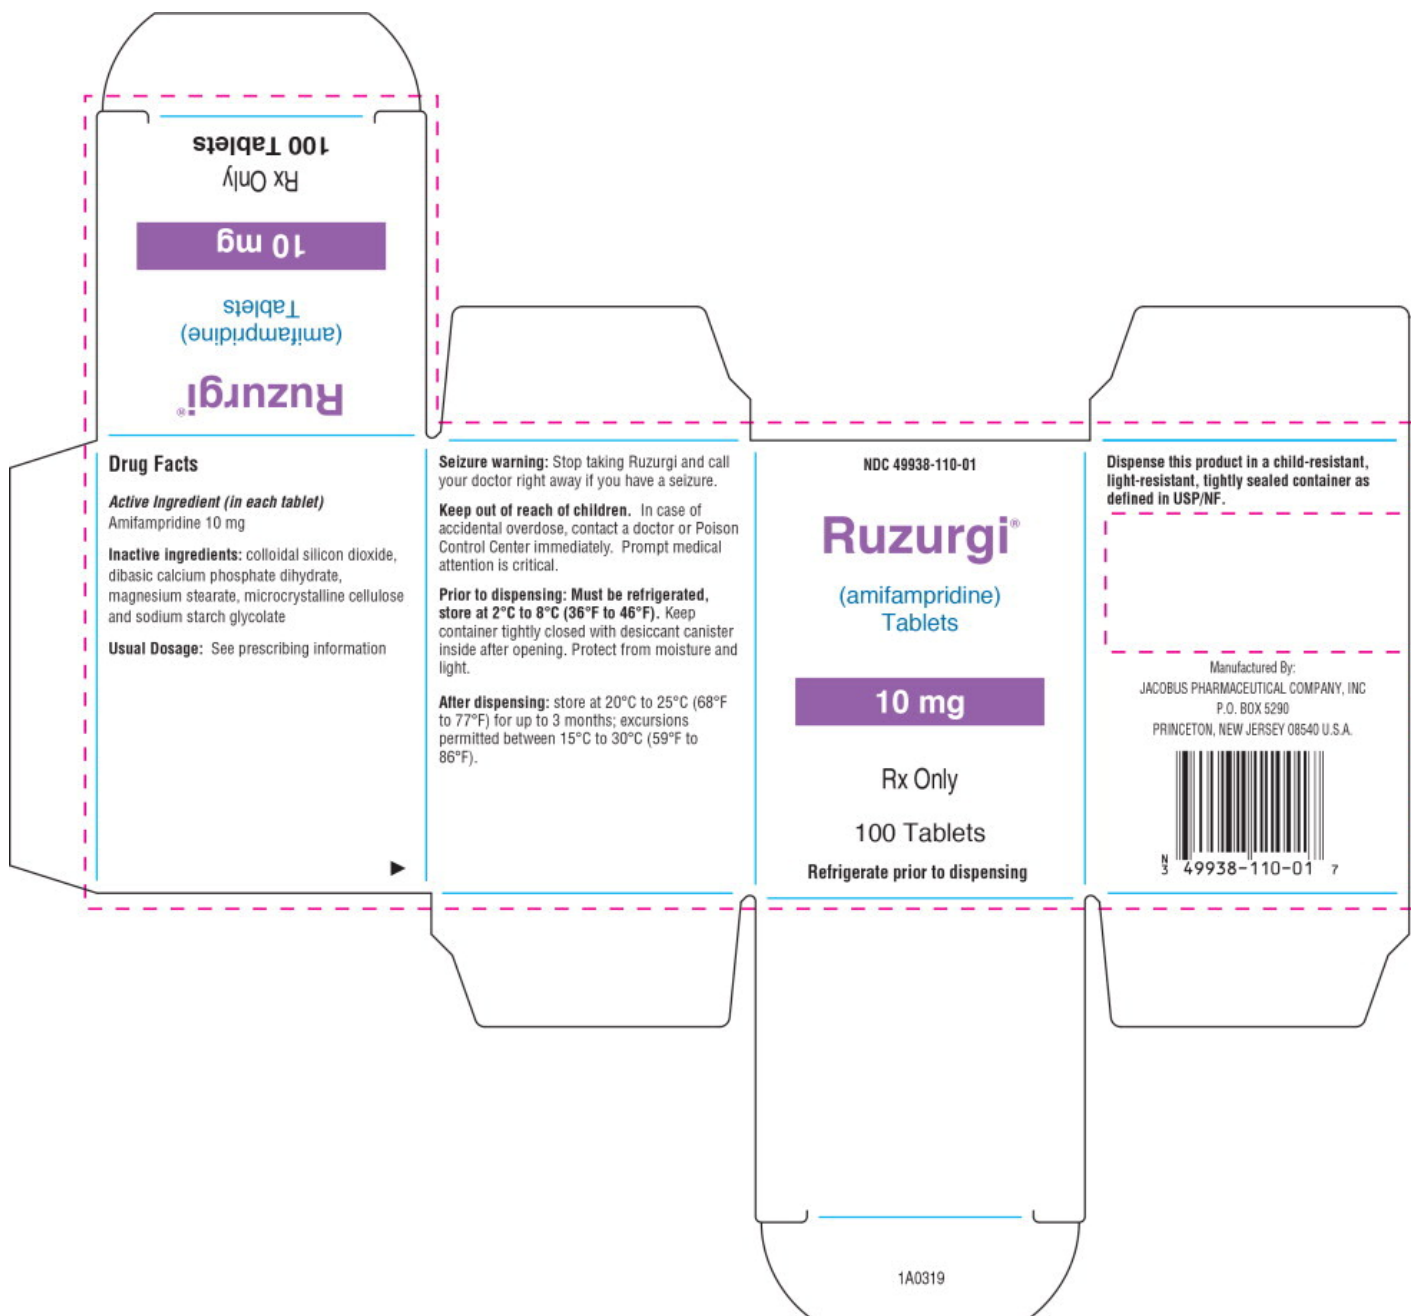 100 Tablets
Rx Only
10 mg
Tablets
(amifampridine)
Ruzurgi®
Drug Facts
Active Ingredient (in each tablet)
Amifampridine 10 mg
Inactive ingredients: colloidal silicon dioxide,
dibasic calcium phosphate dihydrate,
magnesium stearate, microcrystalline cellulose
and sodium starch glycolate
Usual Dosage: See prescribing information
Seizure warning: Stop taking Ruzurgi and call
your doctor right away if you have a seizure.
Keep out of reach of children. In case of
accidental overdose, contact a doctor or Poison
Control Center immediately. Prompt medical
attention is critical.
Prior to dispensing: Must be refrigerated,
store at 2°C to 8°C (36°F to 46°F). Keep
container tightly closed with desiccant canister
inside after opening. Protect from moisture and
light.
After dispensing: store at 20°C to 25°C (68°F
to 77°F) for up to 3 months; excursions
permitted between 15°C to 30°C (59°F to
86°F).
NDC 49938-110-01
Ruzurgi®
(amifampridine)
Tablets
10 mg
Rx Only
100 Tablets
Refrigerate prior to dispensing
Dispense this product in a child-resistant,
light-resistant, tightly sealed container as
defined in USP/NF.
Manufactured By:
JACOBUS PHARMACEUTICAL COMPANY, INC
P.O. BOX 5290
PRINCETON, NEW JERSEY 08540 U.S.A.
N
3 49938-110-01 7
1A0319